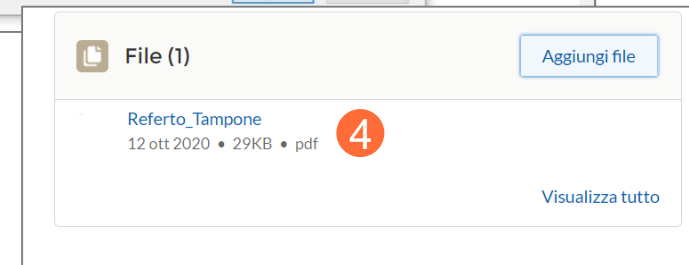 File (1)
Aggiungi file
Referto_Tampone
12 ott 2020 • 29KB • pdf
4
Visualizza tutto